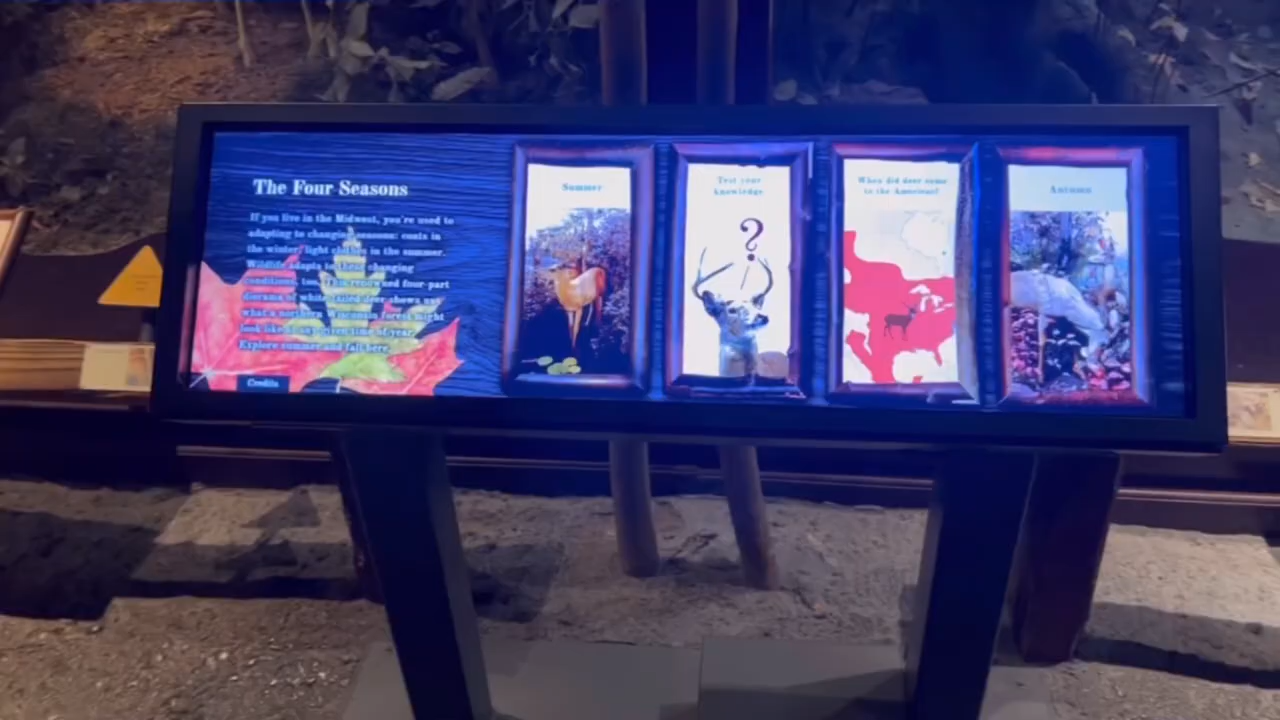 The Four Seasons
If you live in the Midwest, you're used to
adapting to changing seasons: coats in
the winter, light clothes in the summer.
Wildlife adapts to these changing
conditions, too. This renowned four-part
diorama of white-tailed deer shows us
what a northern Wisconsin forest might
look like at any given time of year.
Explore summer and fall here.
Credits
Summer
Test your
knowledge
?
When did deer come
to the Americas?
Autumn